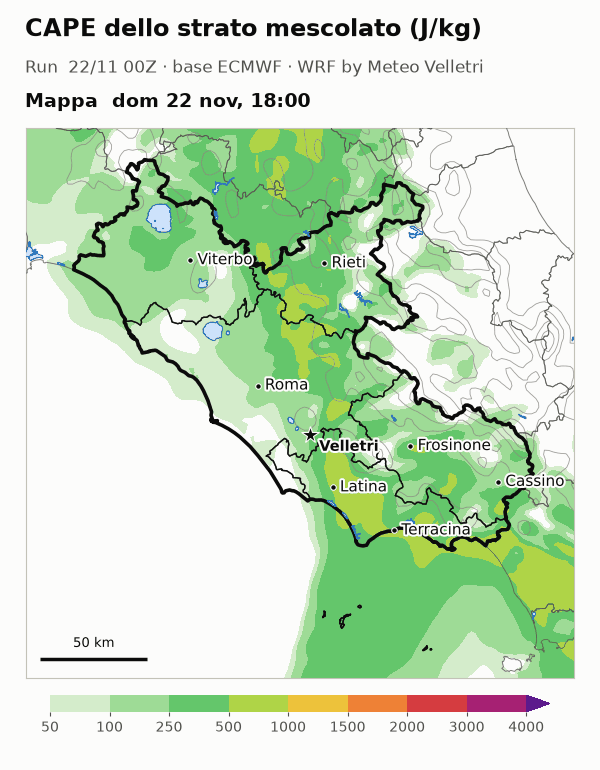 CAPE dello strato mescolato (J/kg)
Run  22/11 00Z · base ECMWF · WRF by Meteo Velletri
Mappa  dom 22 nov, 18:00
Viterbo
Rieti
Roma
Velletri
Frosinone
Latina
Cassino
Terracina
50 km
50 100 250 500 1000 1500 2000 3000 4000